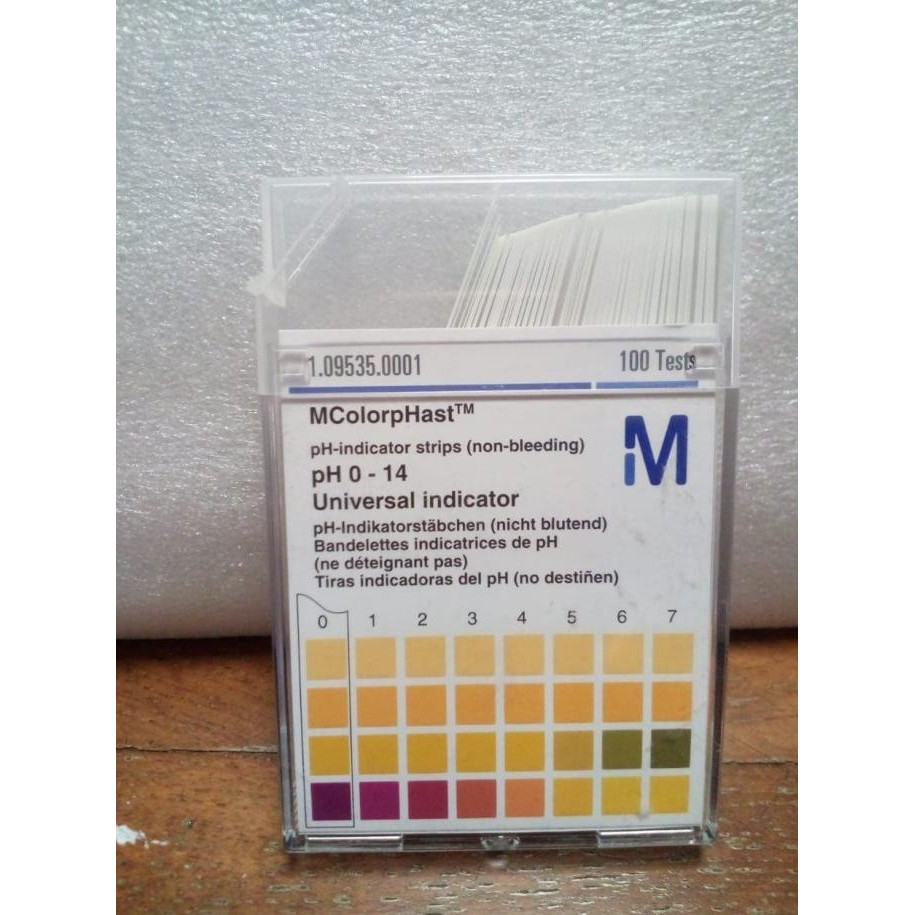 1.09535.0001 100 Tests
MColorpHast™
M
pH-indicator strips (non-bleeding)
pH 0 - 14
Universal indicator
pH-Indikatorstäbchen (nicht blutend)
Bandelettes indicatrices de pH
(ne déteignant pas)
Tiras indicadoras del pH (no destiñen)
0 1 2 3 4 5 6 7